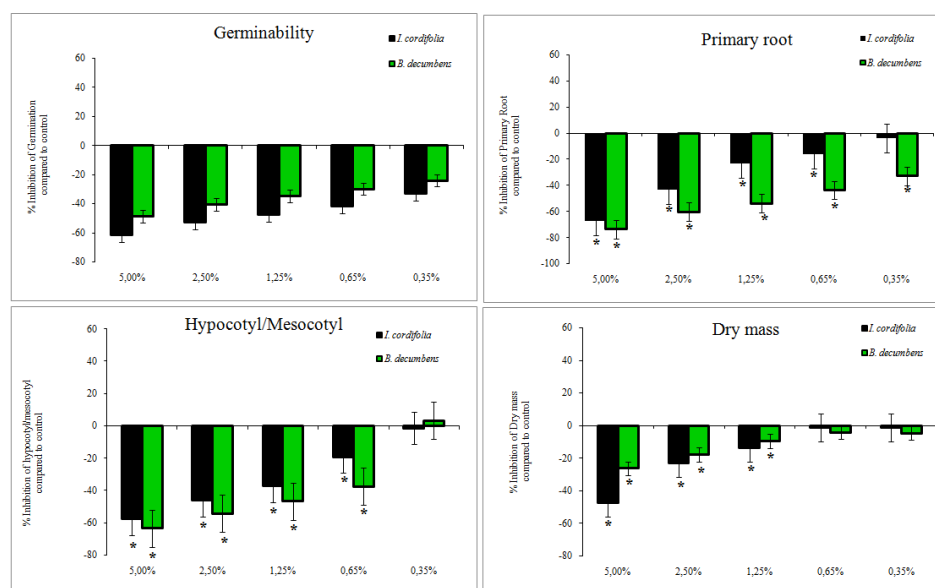 Germinability
I. cordifolia
B. decumbens
% Inhibition of Germination
compared to control
60
40
20
0
-20
-40
-60
-80
5,00% 2,50% 1,25% 0,65% 0,35%
Primary root
I. cordifolia
B. decumbens
% Inhibition of Primary Root
compared to control
60
40
20
0
-20
-40
-60
-80
-100
* * * * * * * * *
5,00% 2,50% 1,25% 0,65% 0,35%
Hypocotyl/Mesocotyl
I. cordifolia
B. decumbens
% Inhibition of hypocotyl/mesocotyl
compared to control
60
40
20
0
-20
-40
-60
-80
* * * * * * * *
5,00% 2,50% 1,25% 0,65% 0,35%
Dry mass
I. cordifolia
B. decumbens
% Inhibition of Dry mass
compared to control
60
40
20
0
-20
-40
-60
-80
* * * * * *
5,00% 2,50% 1,25% 0,65% 0,35%